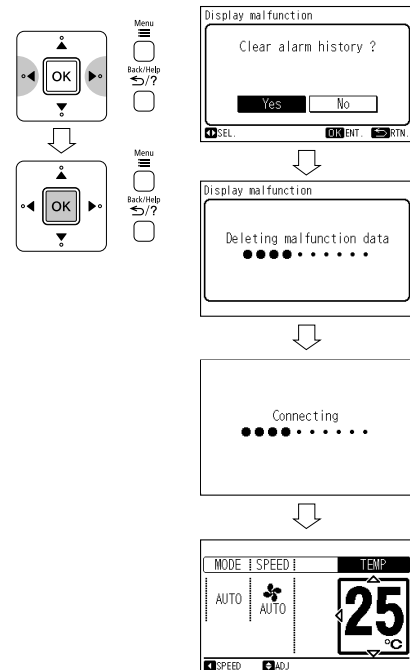 Menu
OK
Back/Help
/?
Menu
OK
Back/Help
/?
Display malfunction
Clear alarm history ?
Yes No
SEL. OK ENT. RTN.
Display malfunction
Deleting malfunction data
Connecting
MODE SPEED TEMP
AUTO AUTO 25 °C
SPEED ADJ